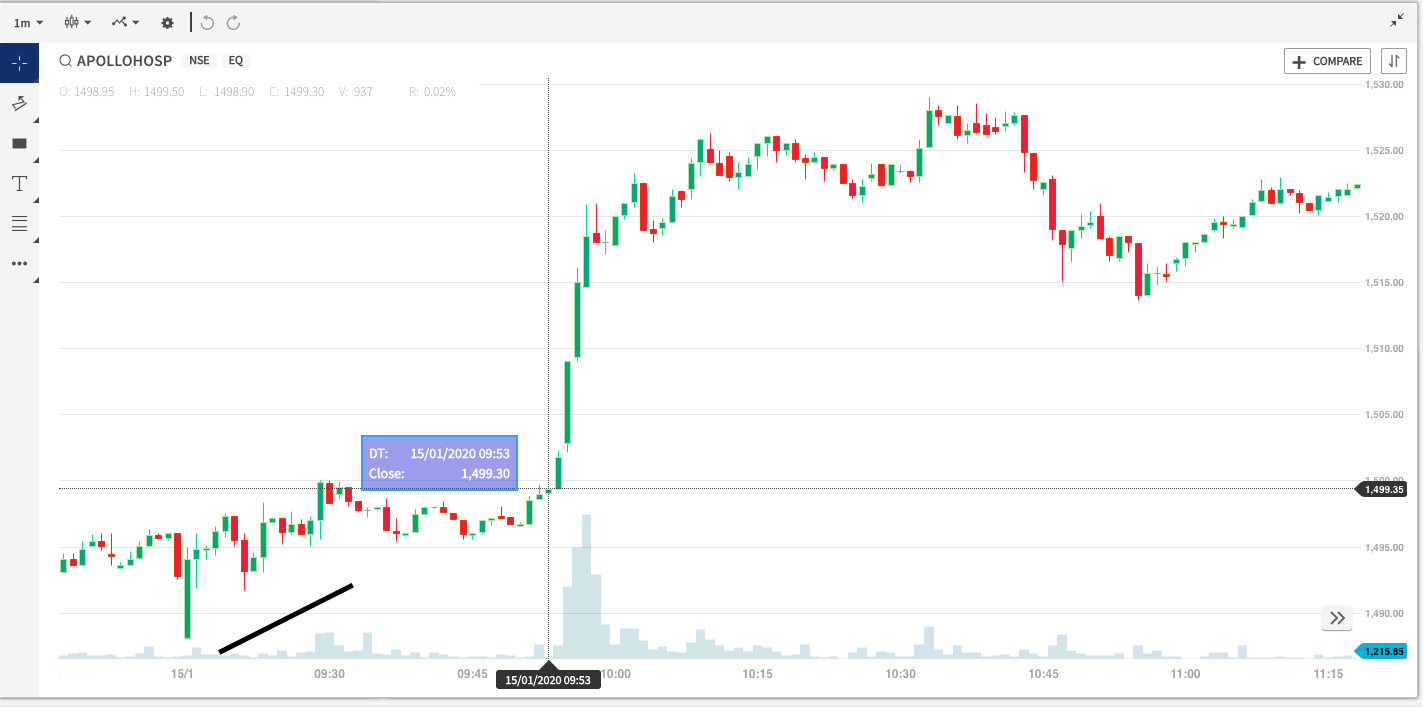 1m
APOLLOHOSP NSE EQ
COMPARE
O: 1498.95 H: 1499.50 L: 1498.90 C: 1499.30 V: 937 R: 0.02%
1,530.00
1,525.00
T
1,520.00
1,515.00
1,510.00
1,505.00
DT: 15/01/2020 09:53
Close: 1,499.30
1,499.35
1,495.00
1,490.00
1,215.85
15/1 09:30 09:45 10:00 10:15 10:30 10:45 11:00 11:15
15/01/2020 09:53